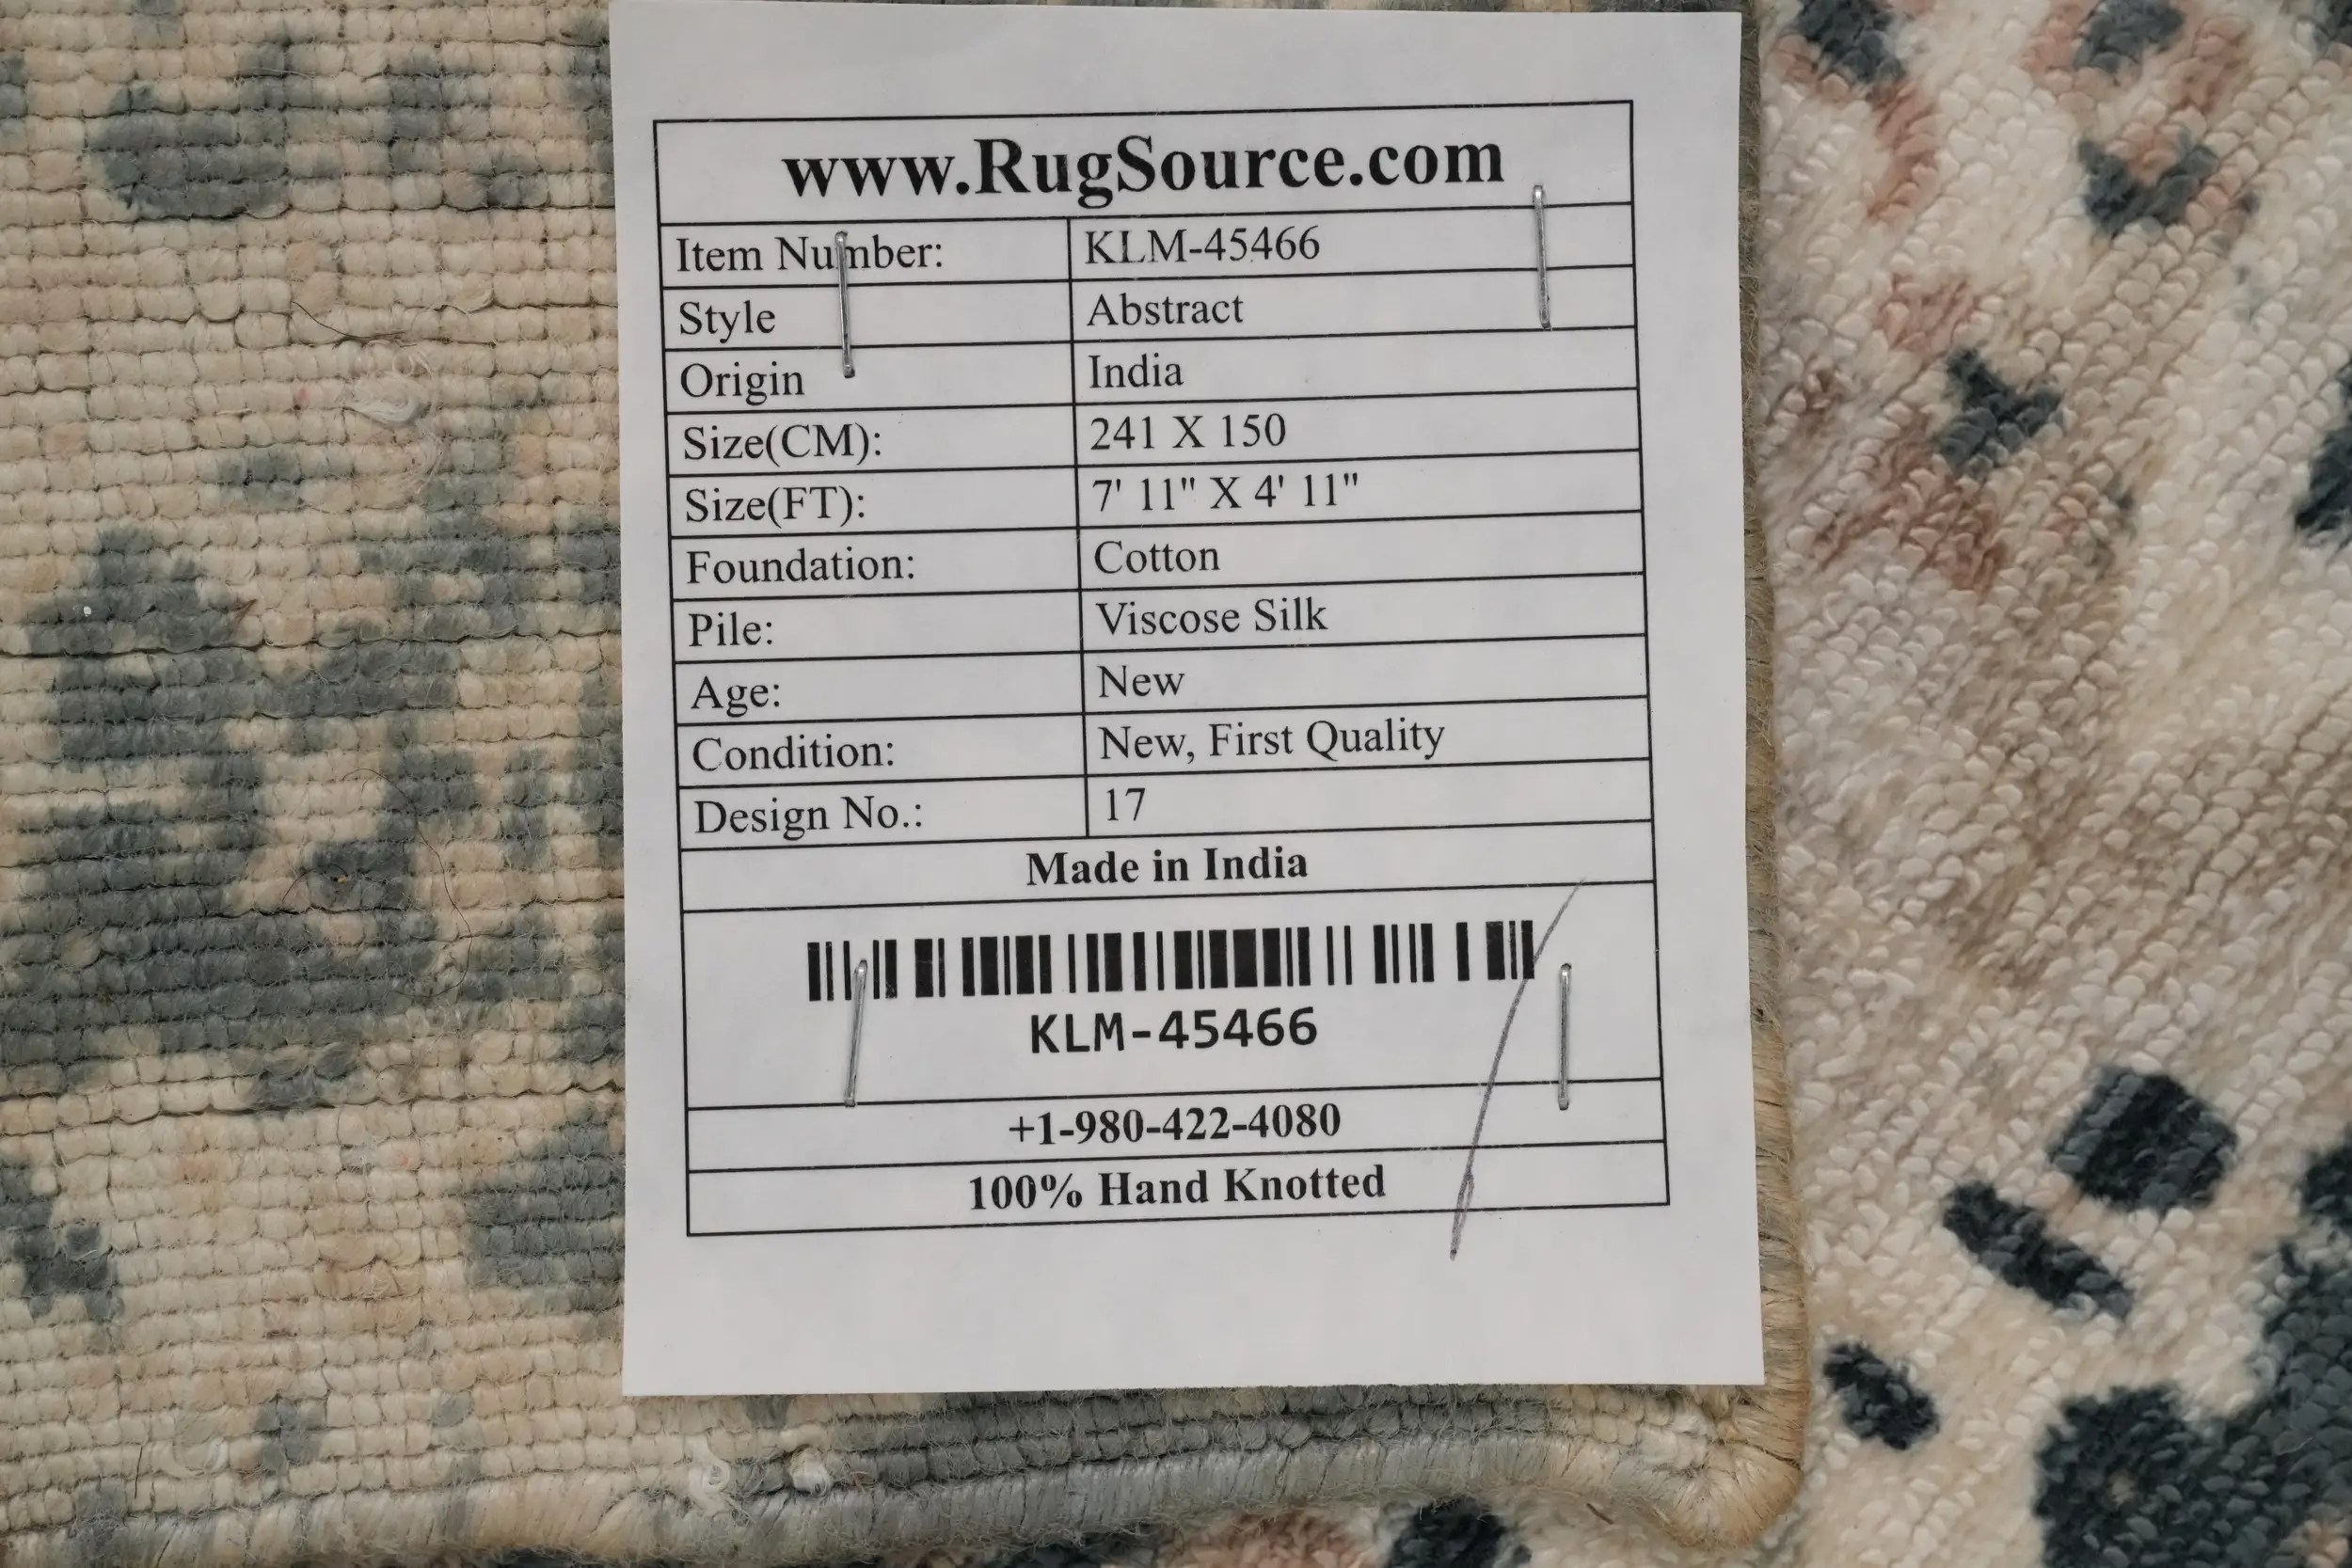 www.RugSource.com
Item Number: KLM-45466
Style Abstract
Origin India
Size(CM): 241 X 150
Size(FT): 7' 11" X 4' 11"
Foundation: Cotton
Pile: Viscose Silk
Age: New
Condition: New, First Quality
Design No.: 17
Made in India
KLM-45466
+1-980-422-4080
100% Hand Knotted